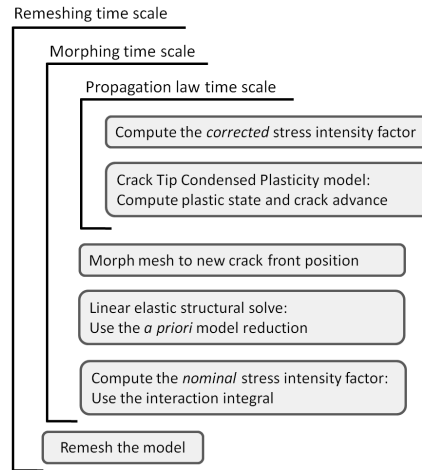 Remeshing time scale
Morphing time scale
Propagation law time scale
Compute the corrected stress intensity factor
Crack Tip Condensed Plasticity model:
Compute plastic state and crack advance
Morph mesh to new crack front position
Linear elastic structural solve:
Use the a priori model reduction
Compute the nominal stress intensity factor:
Use the interaction integral
Remesh the model